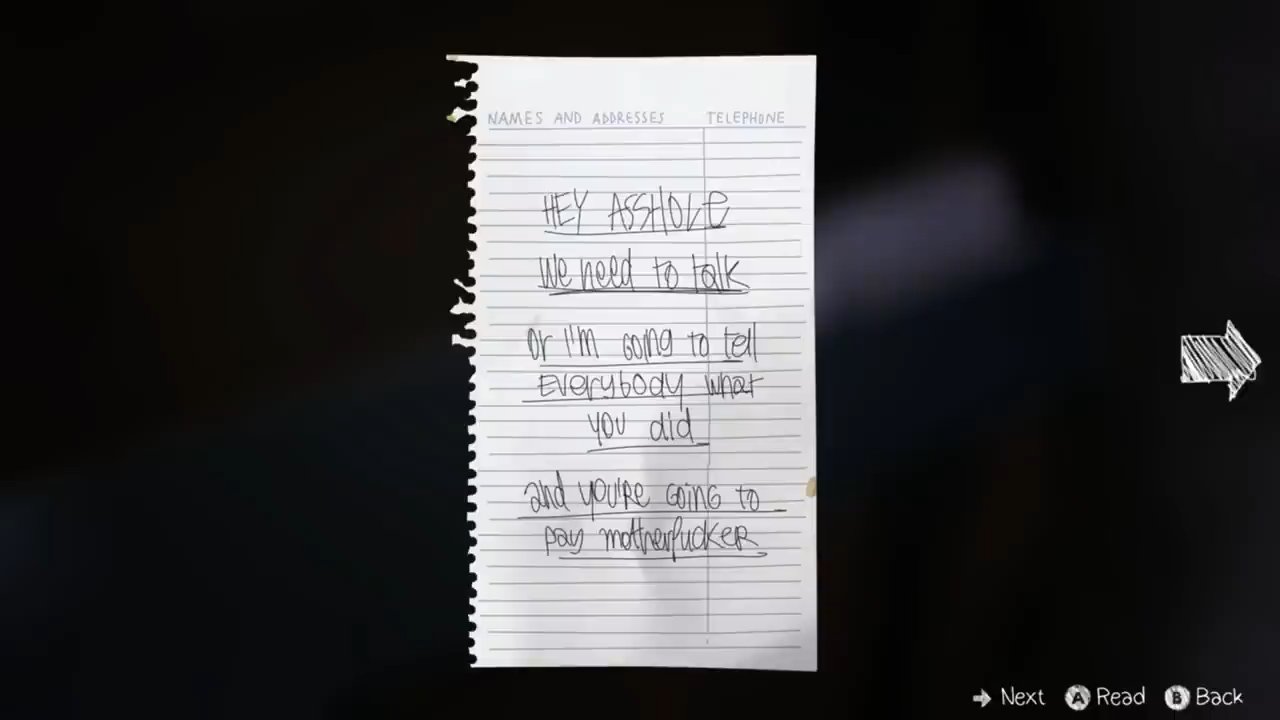 NAMES AND ADDRESSES TELEPHONE
HEY ASSHOLE
We need to talk
Or I'm going to tell
Everybody what
you did
and you're going to
pay motherfucker
Next A Read B Back